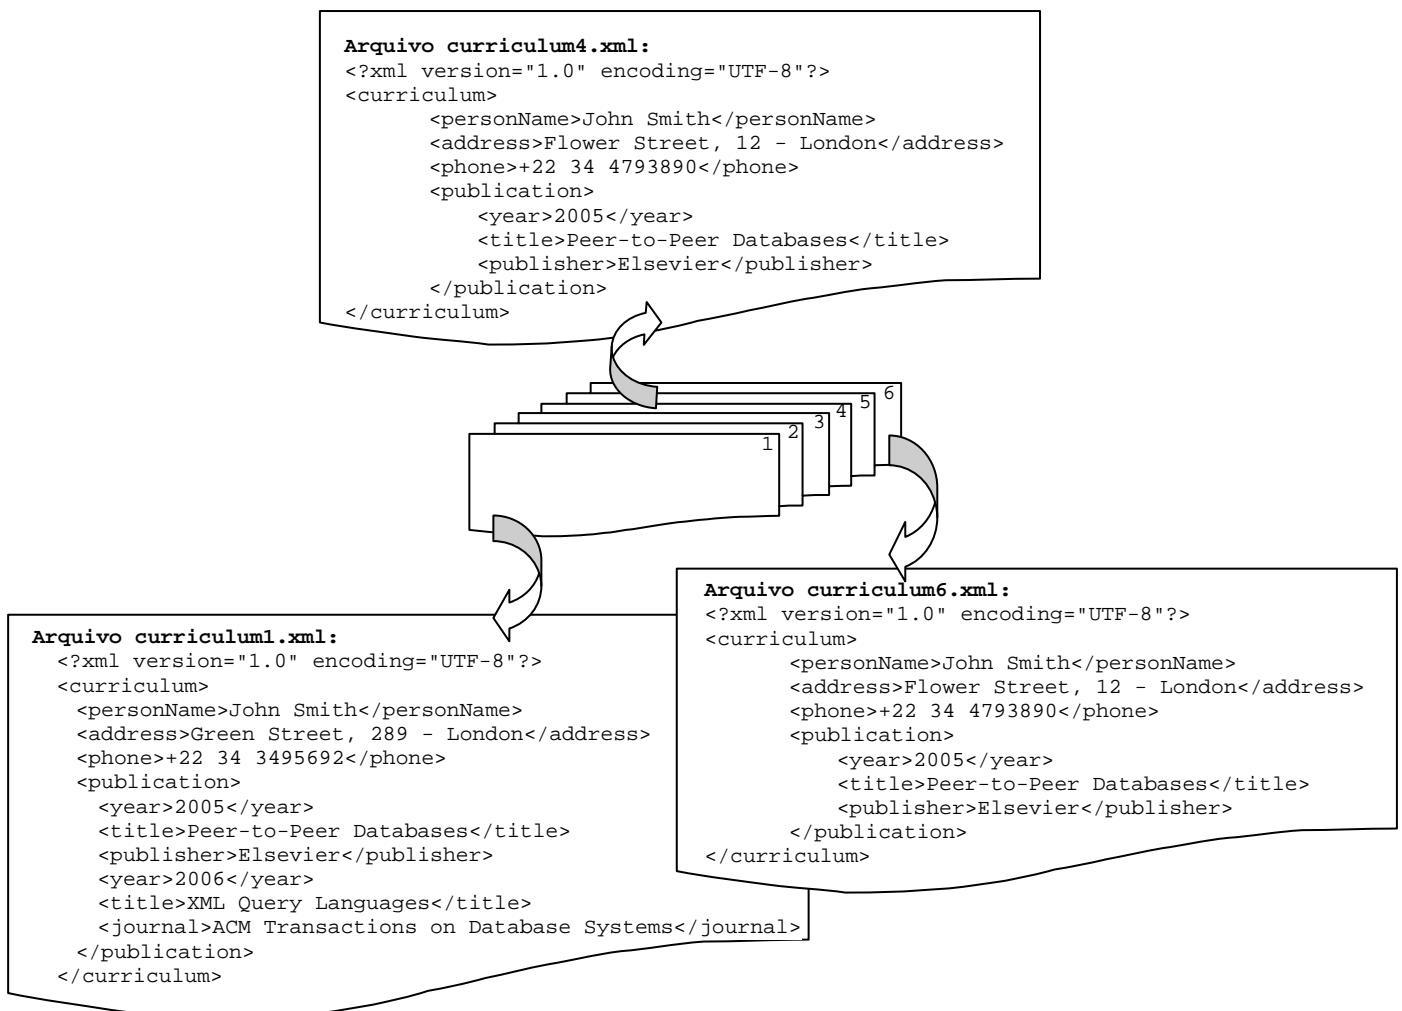 Arquivo curriculum4.xml:
<?xml version="1.0" encoding="UTF-8"?>
<curriculum>
<personName>John Smith</personName>
<address>Flower Street, 12 - London</address>
<phone>+22 34 4793890</phone>
<publication>
<year>2005</year>
<title>Peer-to-Peer Databases</title>
<publisher>Elsevier</publisher>
</publication>
</curriculum>
6
5
4
3
2
1
Arquivo curriculum1.xml:
<?xml version="1.0" encoding="UTF-8"?>
<curriculum>
<personName>John Smith</personName>
<address>Green Street, 289 - London</address>
<phone>+22 34 3495692</phone>
<publication>
<year>2005</year>
<title>Peer-to-Peer Databases</title>
<publisher>Elsevier</publisher>
<year>2006</year>
<title>XML Query Languages</title>
<journal>ACM Transactions on Database Systems</journal>
</publication>
</curriculum>
Arquivo curriculum6.xml:
<?xml version="1.0" encoding="UTF-8"?>
<curriculum>
<personName>John Smith</personName>
<address>Flower Street, 12 - London</address>
<phone>+22 34 4793890</phone>
<publication>
<year>2005</year>
<title>Peer-to-Peer Databases</title>
<publisher>Elsevier</publisher>
</publication>
</curriculum>